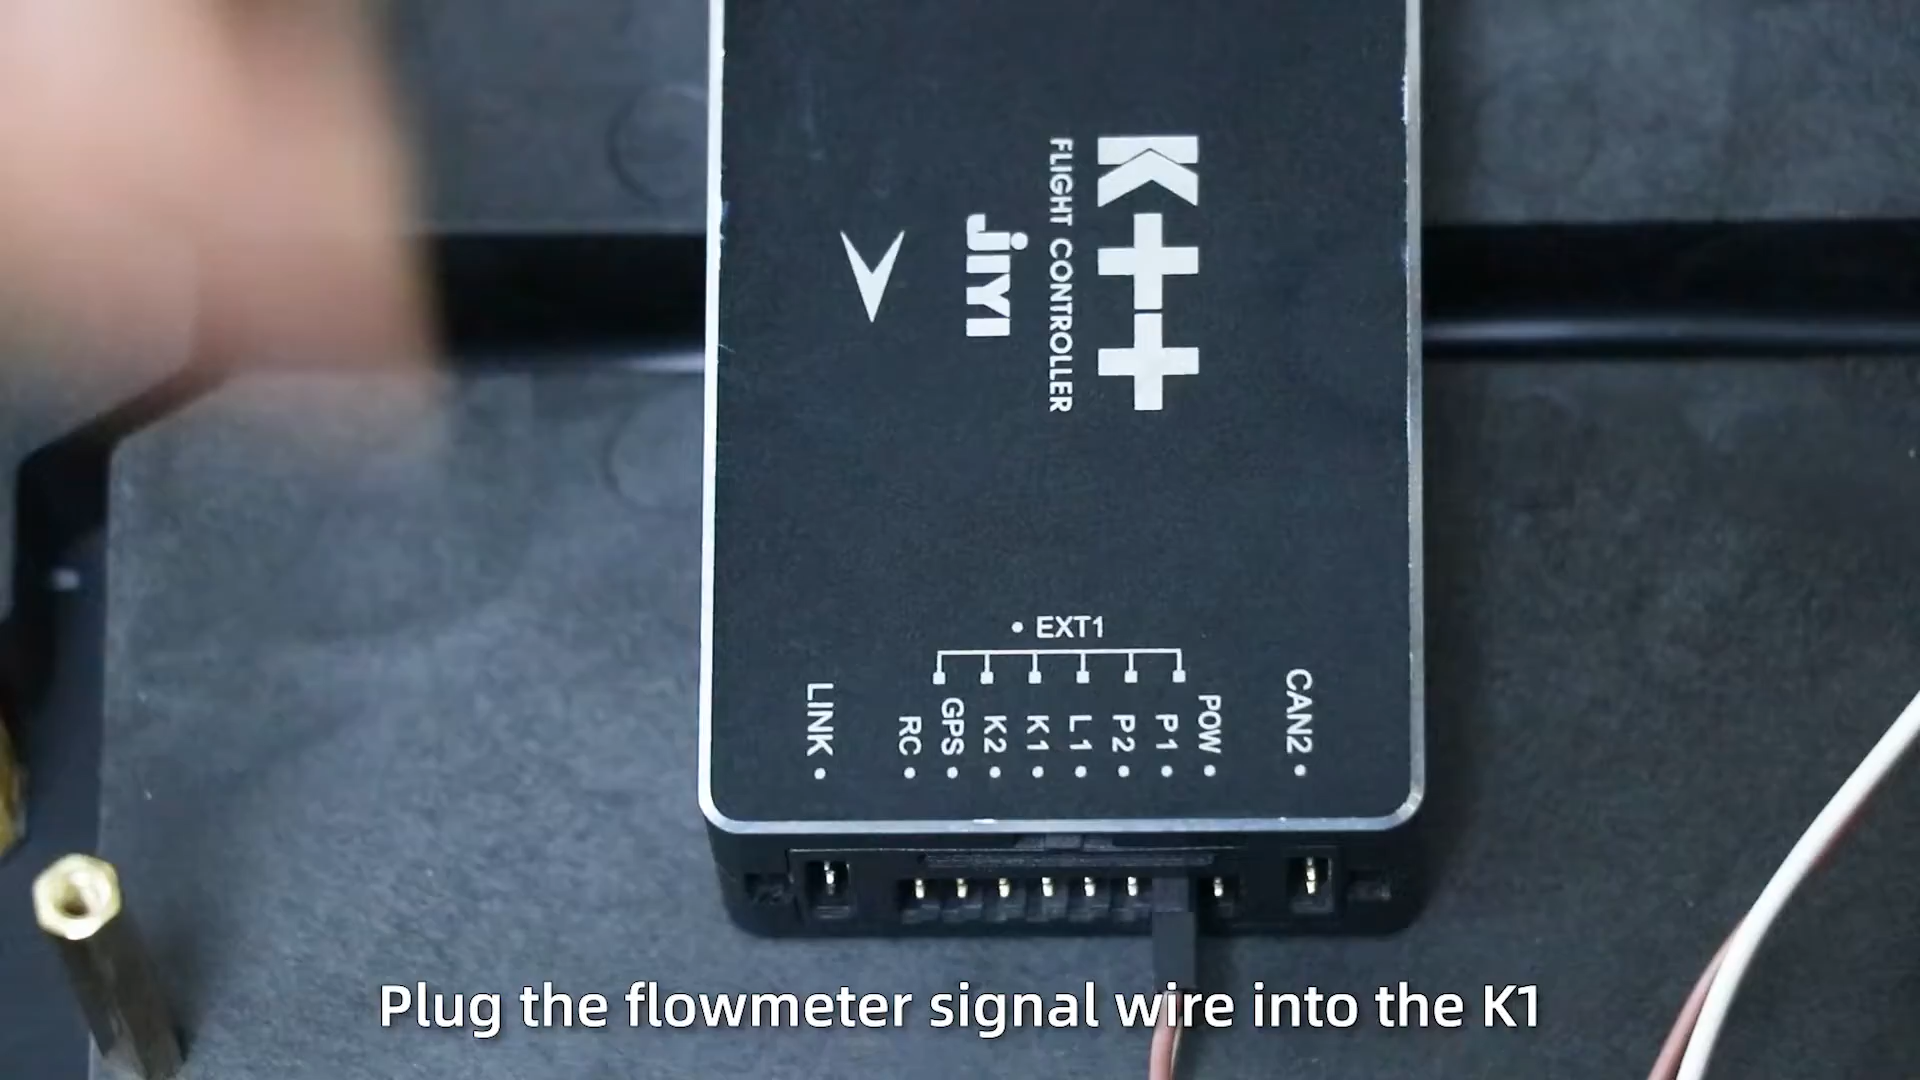 K++
FLIGHT CONTROLLER
JIYI
• EXT1
LINK •
RC •
GPS •
K2 •
K1 •
L1 •
P2 •
P1 •
POW •
CAN2 •
Plug the flowmeter signal wire into the K1